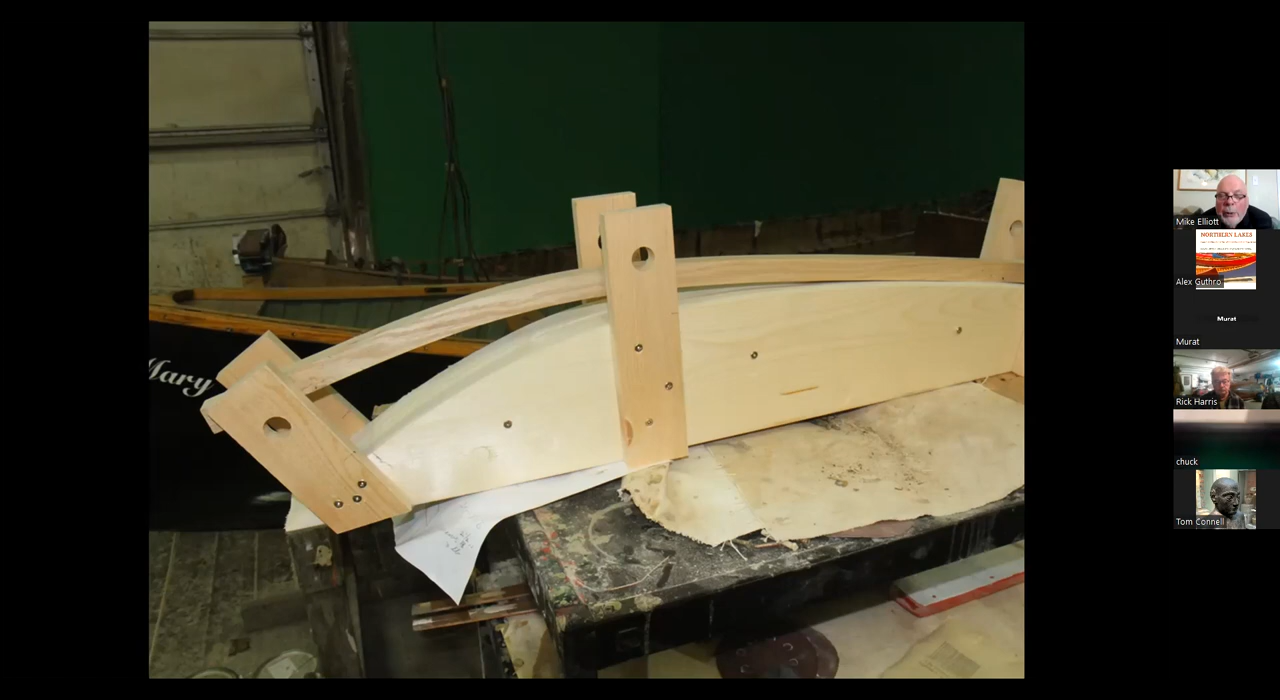 Mary
Mike Elliott
NORTHERN LAKES
Alex Guthro
Murat
Murat
Rick Harris
chuck
Tom Connell